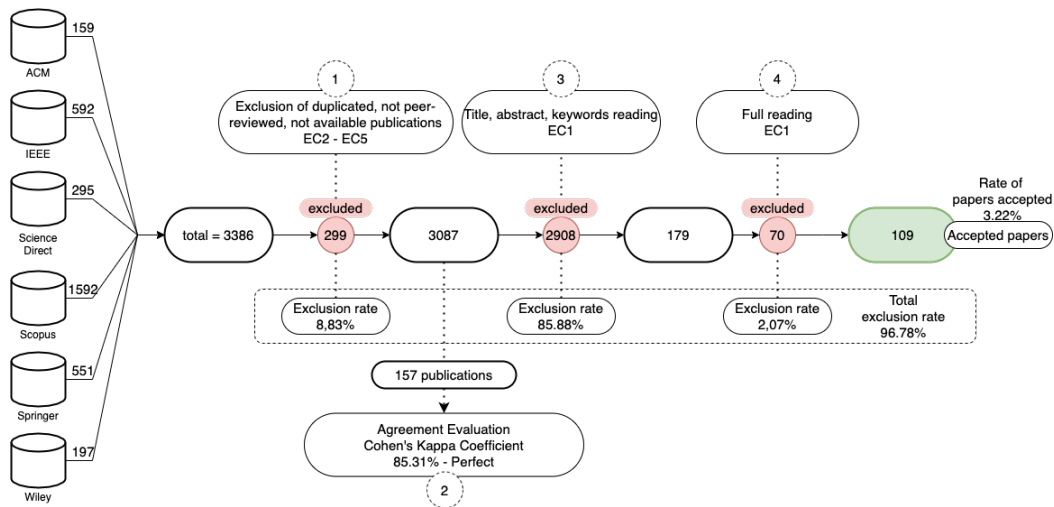 159
ACM
592
IEEE
295
Science
Direct
1592
Scopus
551
Springer
197
Wiley
total = 3386
1
Exclusion of duplicated, not peer-
reviewed, not available publications
EC2 - EC5
excluded
299
Exclusion rate
8,83%
3087
157 publications
Agreement Evaluation
Cohen's Kappa Coefficient
85.31% - Perfect
2
3
Title, abstract, keywords reading
EC1
excluded
2908
Exclusion rate
85.88%
179
4
Full reading
EC1
excluded
70
Exclusion rate
2,07%
Total
exclusion rate
96.78%
109
Rate of
papers accepted
3.22%
Accepted papers